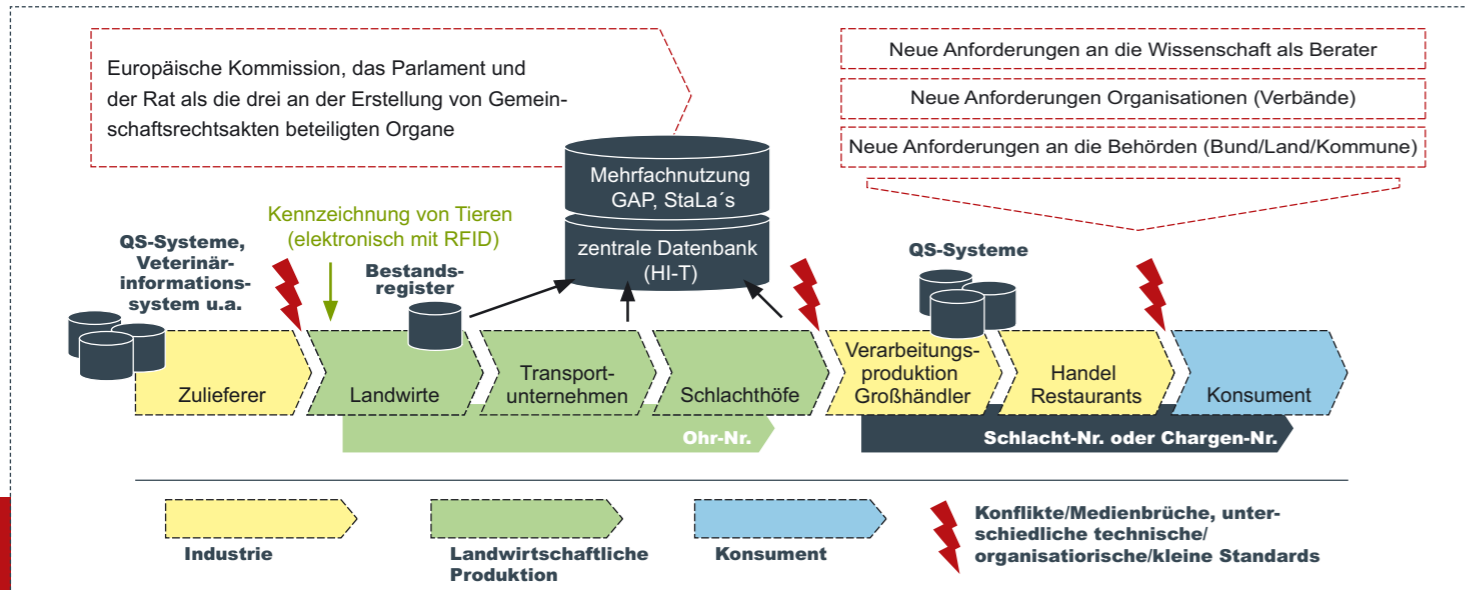 Europäische Kommission, das Parlament und
der Rat als die drei an der Erstellung von Gemein-
schaftsrechtsakten beteiligten Organe
Neue Anforderungen an die Wissenschaft als Berater
Neue Anforderungen Organisationen (Verbände)
Neue Anforderungen an die Behörden (Bund/Land/Kommune)
Mehrfachnutzung
GAP, StaLa´s
zentrale Datenbank
(HI-T)
Kennzeichnung von Tieren
(elektronisch mit RFID)
QS-Systeme,
Veterinär-
informations-
system u.a.
Bestands-
register
QS-Systeme
Zulieferer
Landwirte
Transport-
unternehmen
Schlachthöfe
Verarbeitungs-
produktion
Großhändler
Handel
Restaurants
Konsument
Ohr-Nr.
Schlacht-Nr. oder Chargen-Nr.
Industrie
Landwirtschaftliche
Produktion
Konsument
Konflikte/Medienbrüche, unter-
schiedliche technische/
organisatiorische/kleine Standards